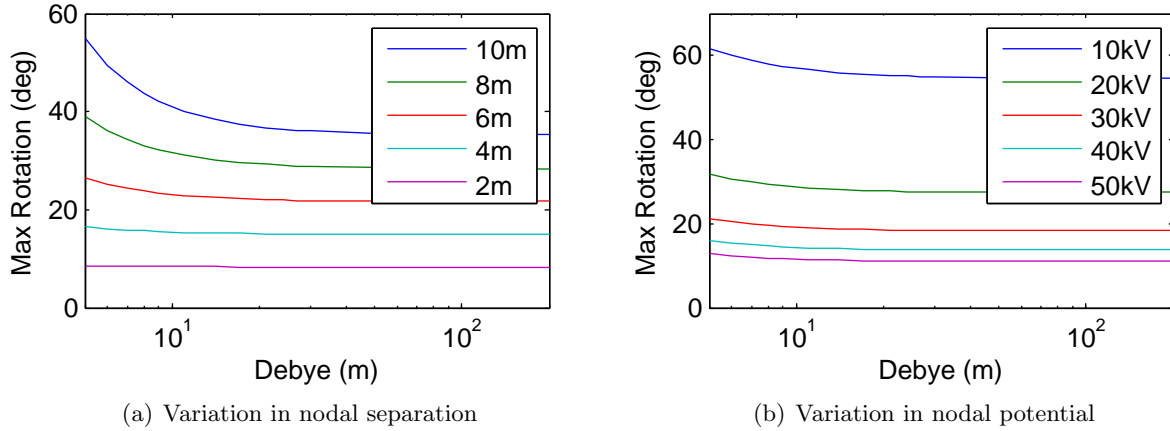 60
40
20
0
Max Rotation (deg)
10m
8m
6m
4m
2m
10^1
10^2
Debye (m)
(a) Variation in nodal separation
60
40
20
0
Max Rotation (deg)
10kV
20kV
30kV
40kV
50kV
10^1
10^2
Debye (m)
(b) Variation in nodal potential